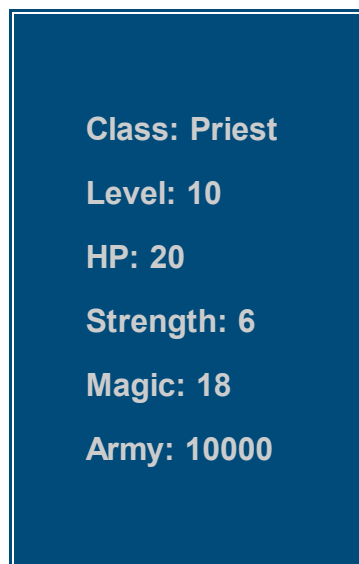 Class: Priest
Level: 10
HP: 20
Strength: 6
Magic: 18
Army: 10000